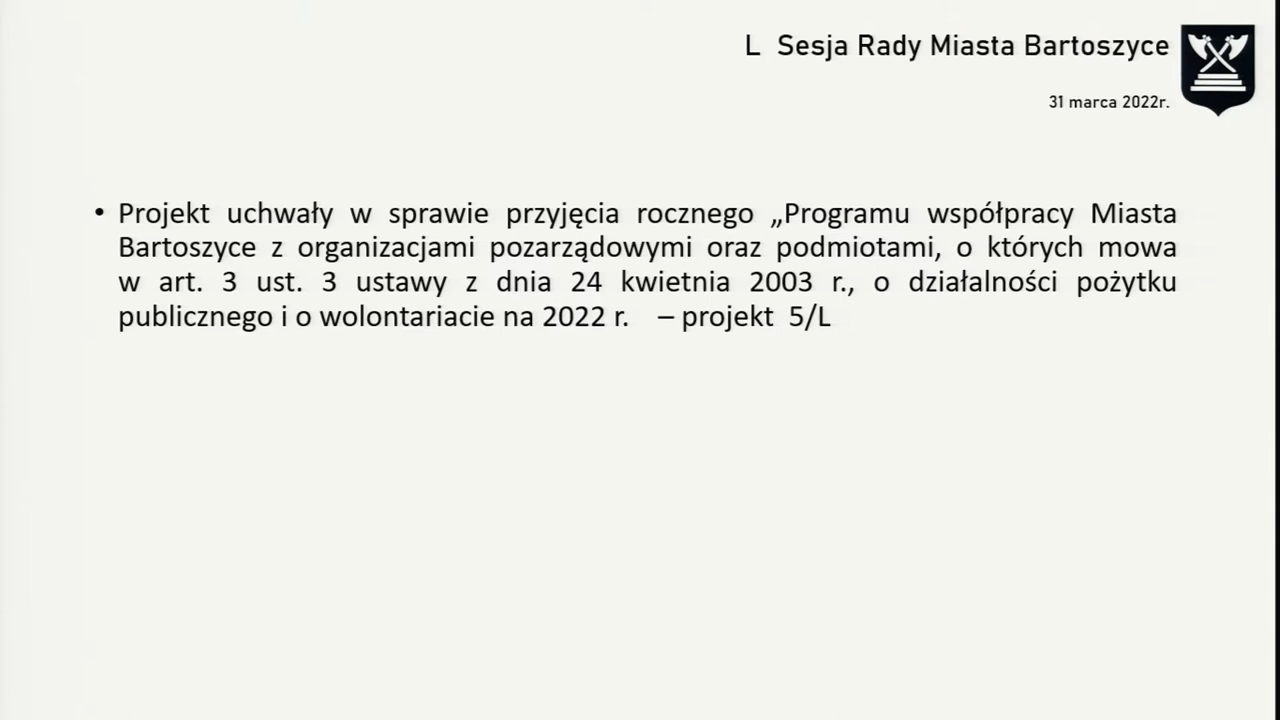 L Sesja Rady Miasta Bartoszyce
31 marca 2022r.
• Projekt uchwały w sprawie przyjęcia rocznego „Programu współpracy Miasta
Bartoszyce z organizacjami pozarządowymi oraz podmiotami, o których mowa
w art. 3 ust. 3 ustawy z dnia 24 kwietnia 2003 r., o działalności pożytku
publicznego i o wolontariacie na 2022 r. – projekt 5/L